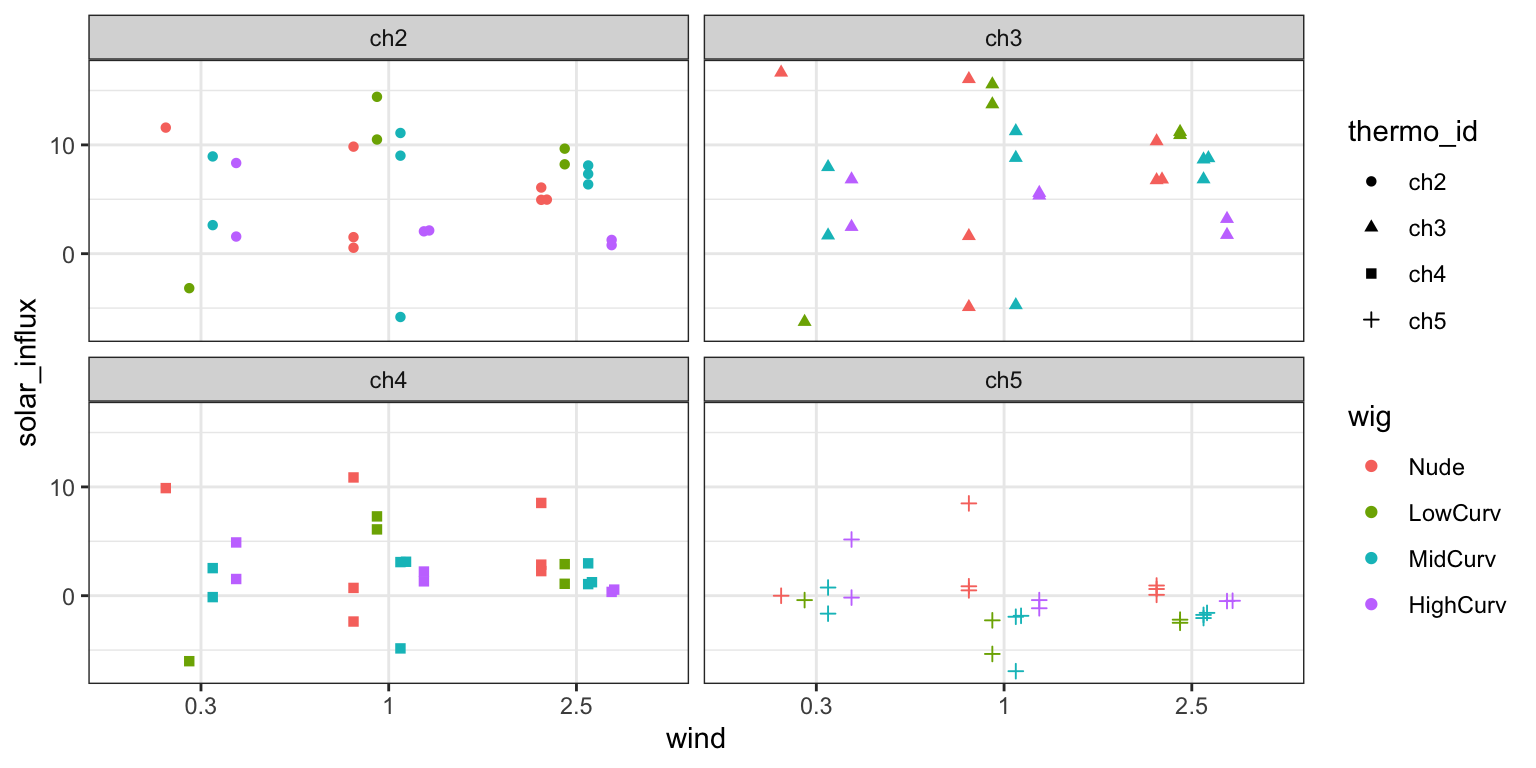 ch2
ch3
10
0
ch4
ch5
10
0
0.3
1
2.5
0.3
1
2.5
wind
solar_influx
thermo_id
ch2
ch3
ch4
ch5
wig
Nude
LowCurv
MidCurv
HighCurv